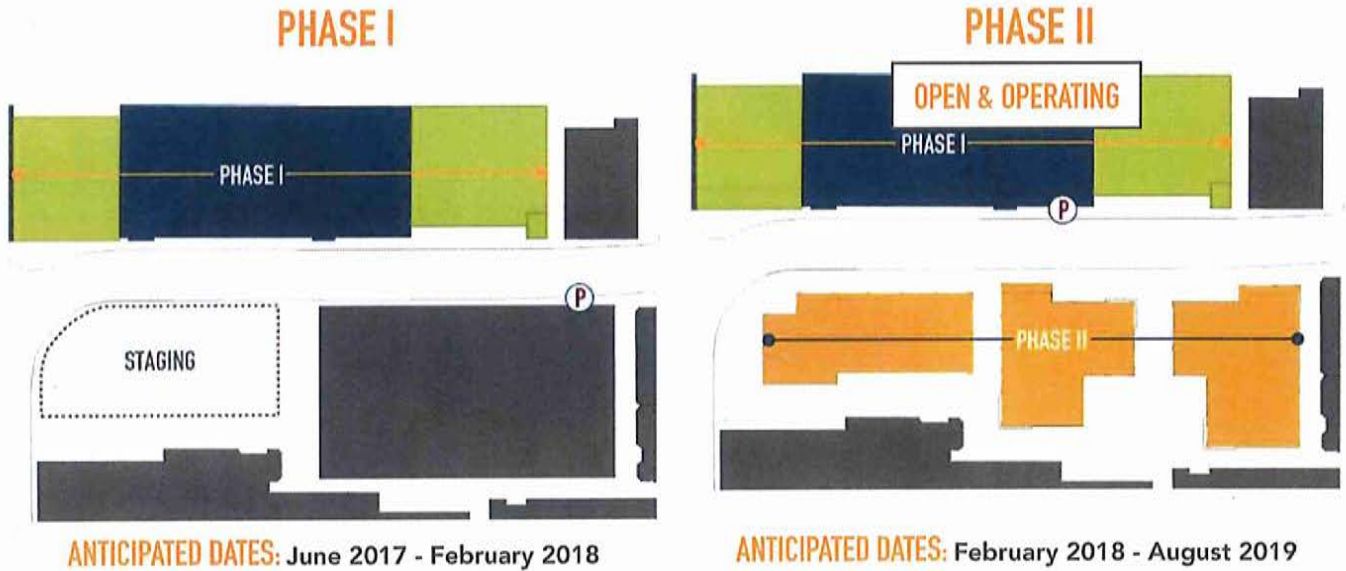 PHASE I
PHASE I
P
STAGING
ANTICIPATED DATES: June 2017 - February 2018
PHASE II
OPEN & OPERATING
PHASE I
P
PHASE II
ANTICIPATED DATES: February 2018 - August 2019